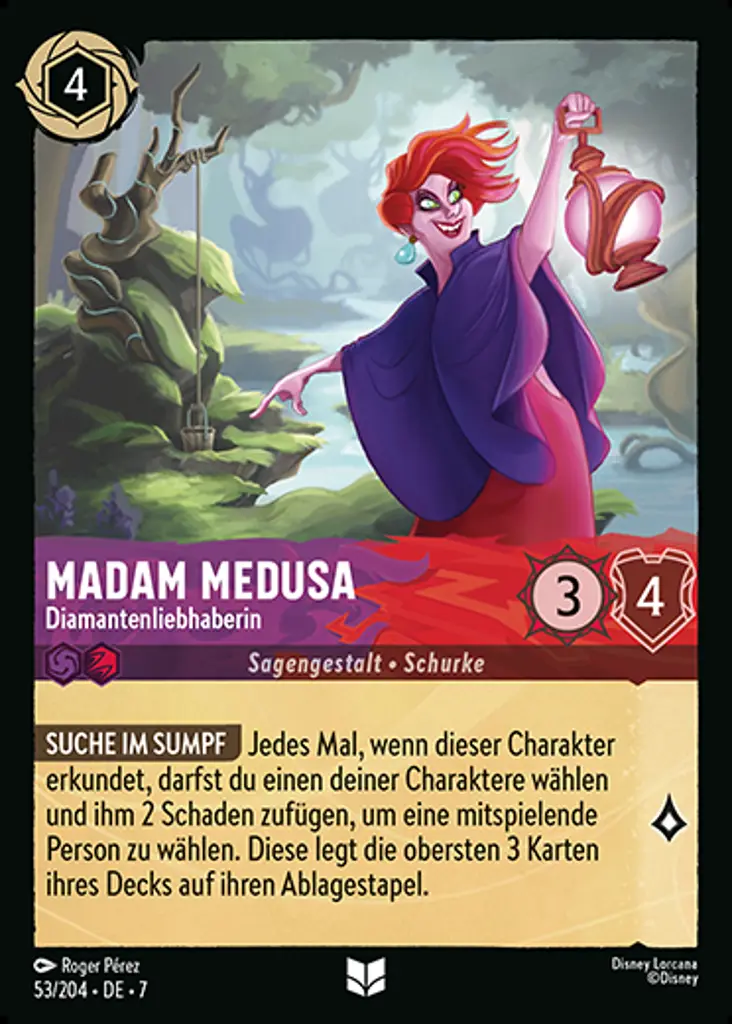 4
MADAM MEDUSA
Diamantenliebhaberin
3
4
Sagengestalt • Schurke
SUCHE IM SUMPF Jedes Mal, wenn dieser Charakter
erkundet, darfst du einen deiner Charaktere wählen
und ihm 2 Schaden zufügen, um eine mitspielende
Person zu wählen. Diese legt die obersten 3 Karten
ihres Decks auf ihren Ablagestapel.
Roger Pérez
53/204 • DE • 7
Disney Lorcana
©Disney